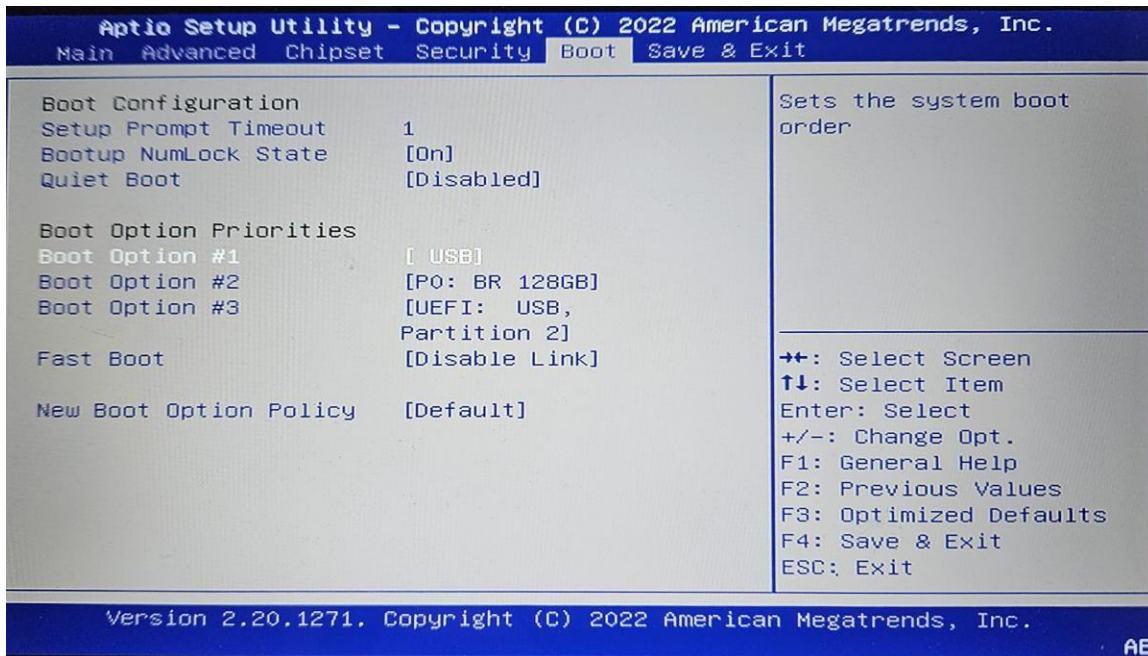 Aptio Setup Utility - Copyright (C) 2022 American Megatrends, Inc.
Main Advanced Chipset Security Boot Save & Exit
Boot Configuration
Setup Prompt Timeout 1
Bootup NumLock State [On]
Quiet Boot [Disabled]
Boot Option Priorities
Boot Option #1 [ USB]
Boot Option #2 [P0: BR 128GB]
Boot Option #3 [UEFI: USB,
Partition 2]
Fast Boot [Disable Link]
New Boot Option Policy [Default]
Sets the system boot
order
→←: Select Screen
↑↓: Select Item
Enter: Select
+/-: Change Opt.
F1: General Help
F2: Previous Values
F3: Optimized Defaults
F4: Save & Exit
ESC: Exit
Version 2.20.1271. Copyright (C) 2022 American Megatrends, Inc.